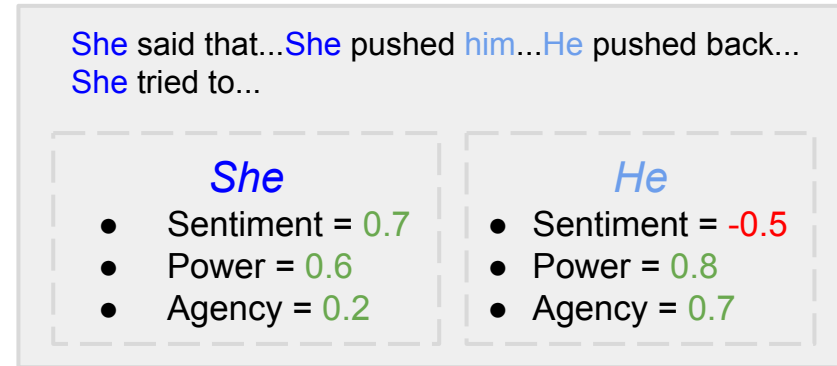 She said that...She pushed him...He pushed back...
She tried to...
She
● Sentiment = 0.7
● Power = 0.6
● Agency = 0.2
He
● Sentiment = -0.5
● Power = 0.8
● Agency = 0.7